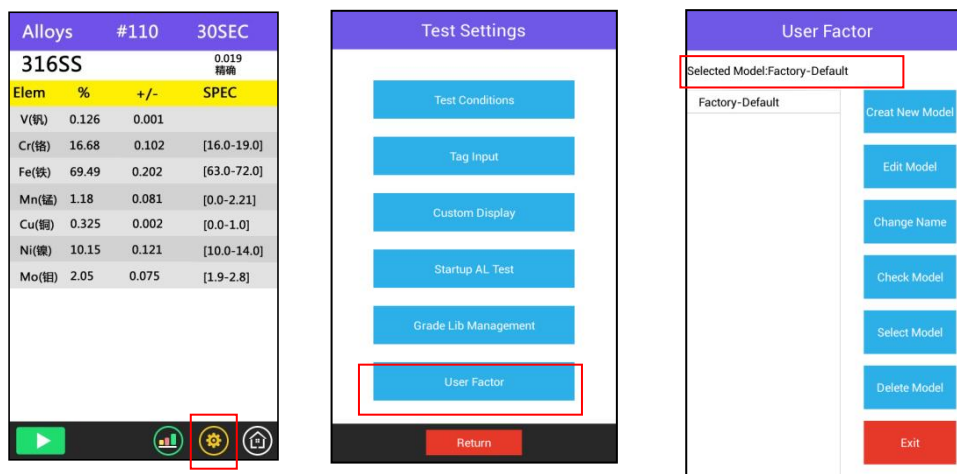 Alloys #110 30SEC
316SS 0.019
精确
Elem % +/- SPEC
V(钒) 0.126 0.001
Cr(铬) 16.68 0.102 [16.0-19.0]
Fe(铁) 69.49 0.202 [63.0-72.0]
Mn(锰) 1.18 0.081 [0.0-2.21]
Cu(铜) 0.325 0.002 [0.0-1.0]
Ni(镍) 10.15 0.121 [10.0-14.0]
Mo(钼) 2.05 0.075 [1.9-2.8]
Test Settings
Test Conditions
Tag Input
Custom Display
Startup AL Test
Grade Lib Management
User Factor
Return
User Factor
Selected Model:Factory-Default
Factory-Default
Creat New Model
Edit Model
Change Name
Check Model
Select Model
Delete Model
Exit